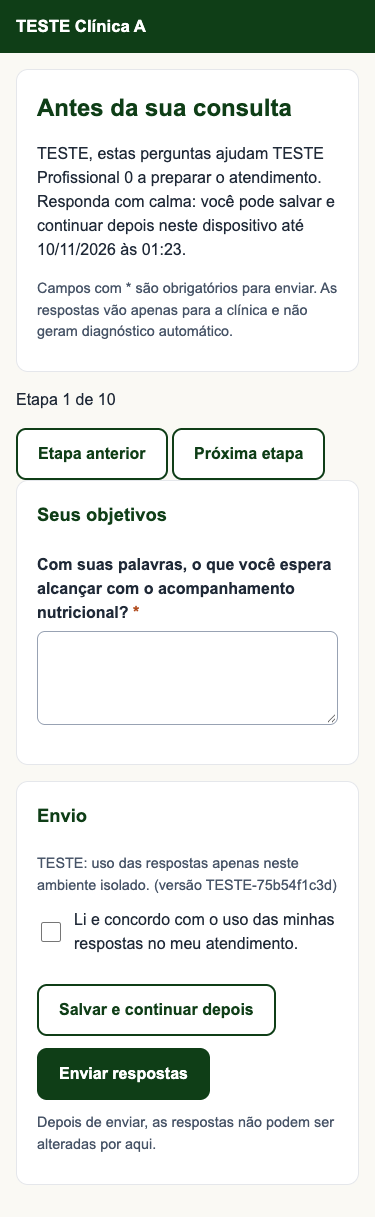 TESTE Clínica A
Antes da sua consulta
TESTE, estas perguntas ajudam TESTE
Profissional 0 a preparar o atendimento.
Responda com calma: você pode salvar e
continuar depois neste dispositivo até
10/11/2026 às 01:23.
Campos com * são obrigatórios para enviar. As
respostas vão apenas para a clínica e não
geram diagnóstico automático.
Etapa 1 de 10
Etapa anterior
Próxima etapa
Seus objetivos
Com suas palavras, o que você espera
alcançar com o acompanhamento
nutricional? *
Envio
TESTE: uso das respostas apenas neste
ambiente isolado. (versão TESTE-75b54f1c3d)
Li e concordo com o uso das minhas
respostas no meu atendimento.
Salvar e continuar depois
Enviar respostas
Depois de enviar, as respostas não podem ser
alteradas por aqui.